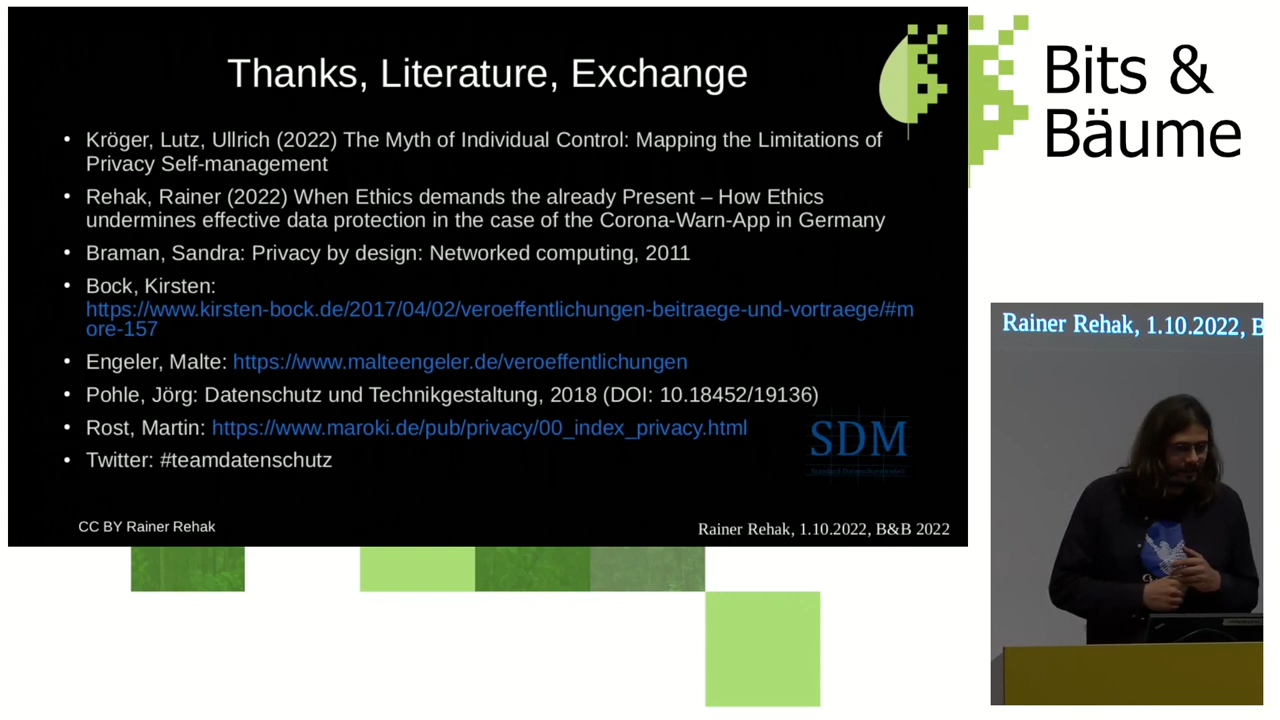 Thanks, Literature, Exchange
• Kröger, Lutz, Ullrich (2022) The Myth of Individual Control: Mapping the Limitations of
Privacy Self-management
• Rehak, Rainer (2022) When Ethics demands the already Present – How Ethics
undermines effective data protection in the case of the Corona-Warn-App in Germany
• Braman, Sandra: Privacy by design: Networked computing, 2011
• Bock, Kirsten:
https://www.kirsten-bock.de/2017/04/02/veroeffentlichungen-beitraege-und-vortraege/#m
ore-157
• Engeler, Malte: https://www.malteengeler.de/veroeffentlichungen
• Pohle, Jörg: Datenschutz und Technikgestaltung, 2018 (DOI: 10.18452/19136)
• Rost, Martin: https://www.maroki.de/pub/privacy/00_index_privacy.html
• Twitter: #teamdatenschutz
SDM
CC BY Rainer Rehak
Rainer Rehak, 1.10.2022, B&B 2022
Bits &
Bäume
Rainer Rehak, 1.10.2022, B